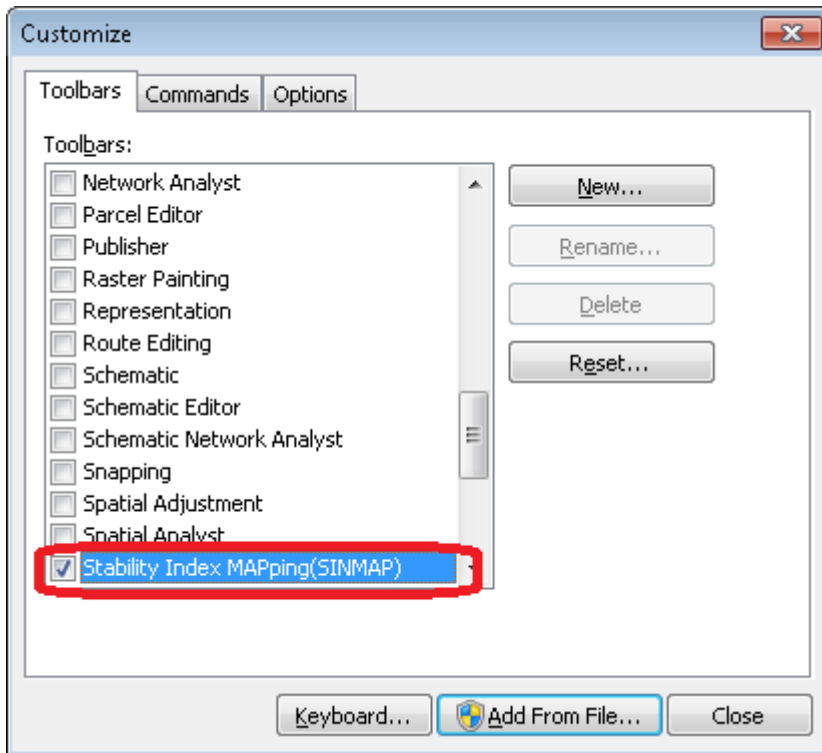 Customize
Toolbars Commands Options
Toolbars:
Network Analyst
Parcel Editor
Publisher
Raster Painting
Representation
Route Editing
Schematic
Schematic Editor
Schematic Network Analyst
Snapping
Spatial Adjustment
Spatial Analyst
Stability Index MAPping(SINMAP)
New...
Rename...
Delete
Reset...
Keyboard... Add From File... Close